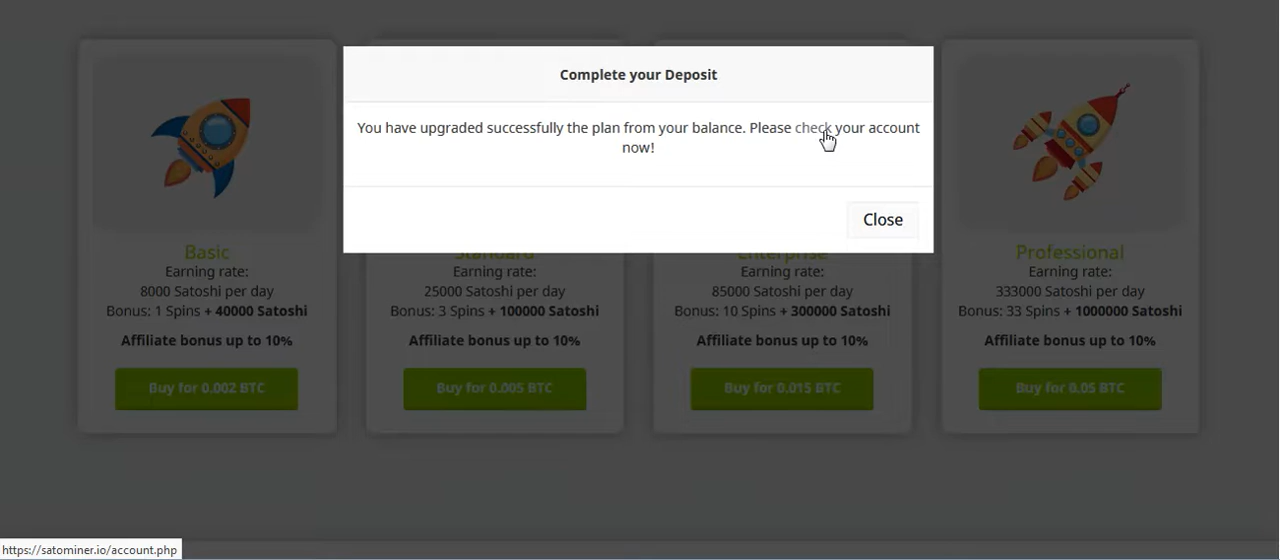 Complete your Deposit
You have upgraded successfully the plan from your balance. Please check your account
now!
Close
Basic
Earning rate:
8000 Satoshi per day
Bonus: 1 Spins + 40000 Satoshi
Affiliate bonus up to 10%
Buy for 0.002 BTC
Standard
Earning rate:
25000 Satoshi per day
Bonus: 3 Spins + 100000 Satoshi
Affiliate bonus up to 10%
Buy for 0.005 BTC
Enterprise
Earning rate:
85000 Satoshi per day
Bonus: 10 Spins + 300000 Satoshi
Affiliate bonus up to 10%
Buy for 0.015 BTC
Professional
Earning rate:
333000 Satoshi per day
Bonus: 33 Spins + 1000000 Satoshi
Affiliate bonus up to 10%
Buy for 0.05 BTC
https://satominer.io/account.php